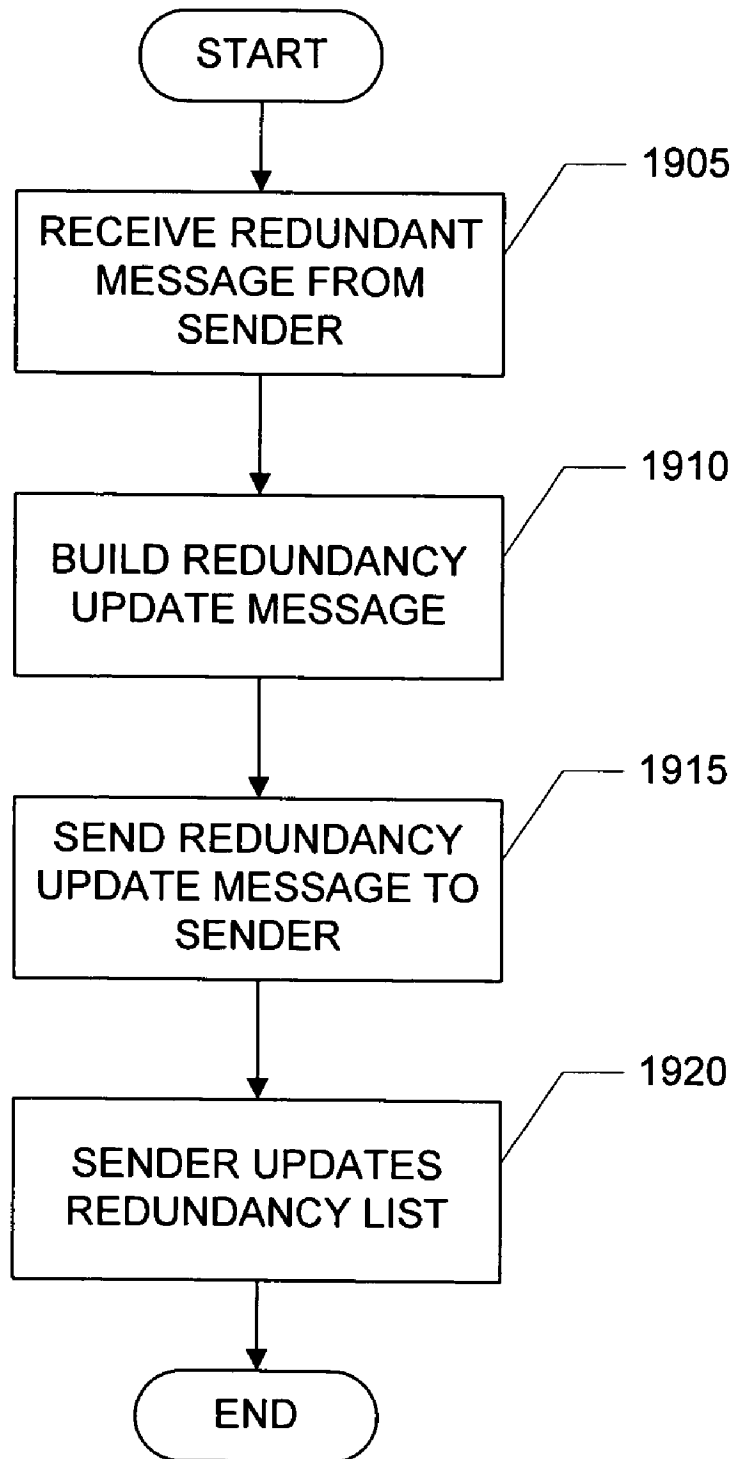 START
1905
RECEIVE REDUNDANT
MESSAGE FROM
SENDER
1910
BUILD REDUNDANCY
UPDATE MESSAGE
1915
SEND REDUNDANCY
UPDATE MESSAGE TO
SENDER
1920
SENDER UPDATES
REDUNDANCY LIST
END